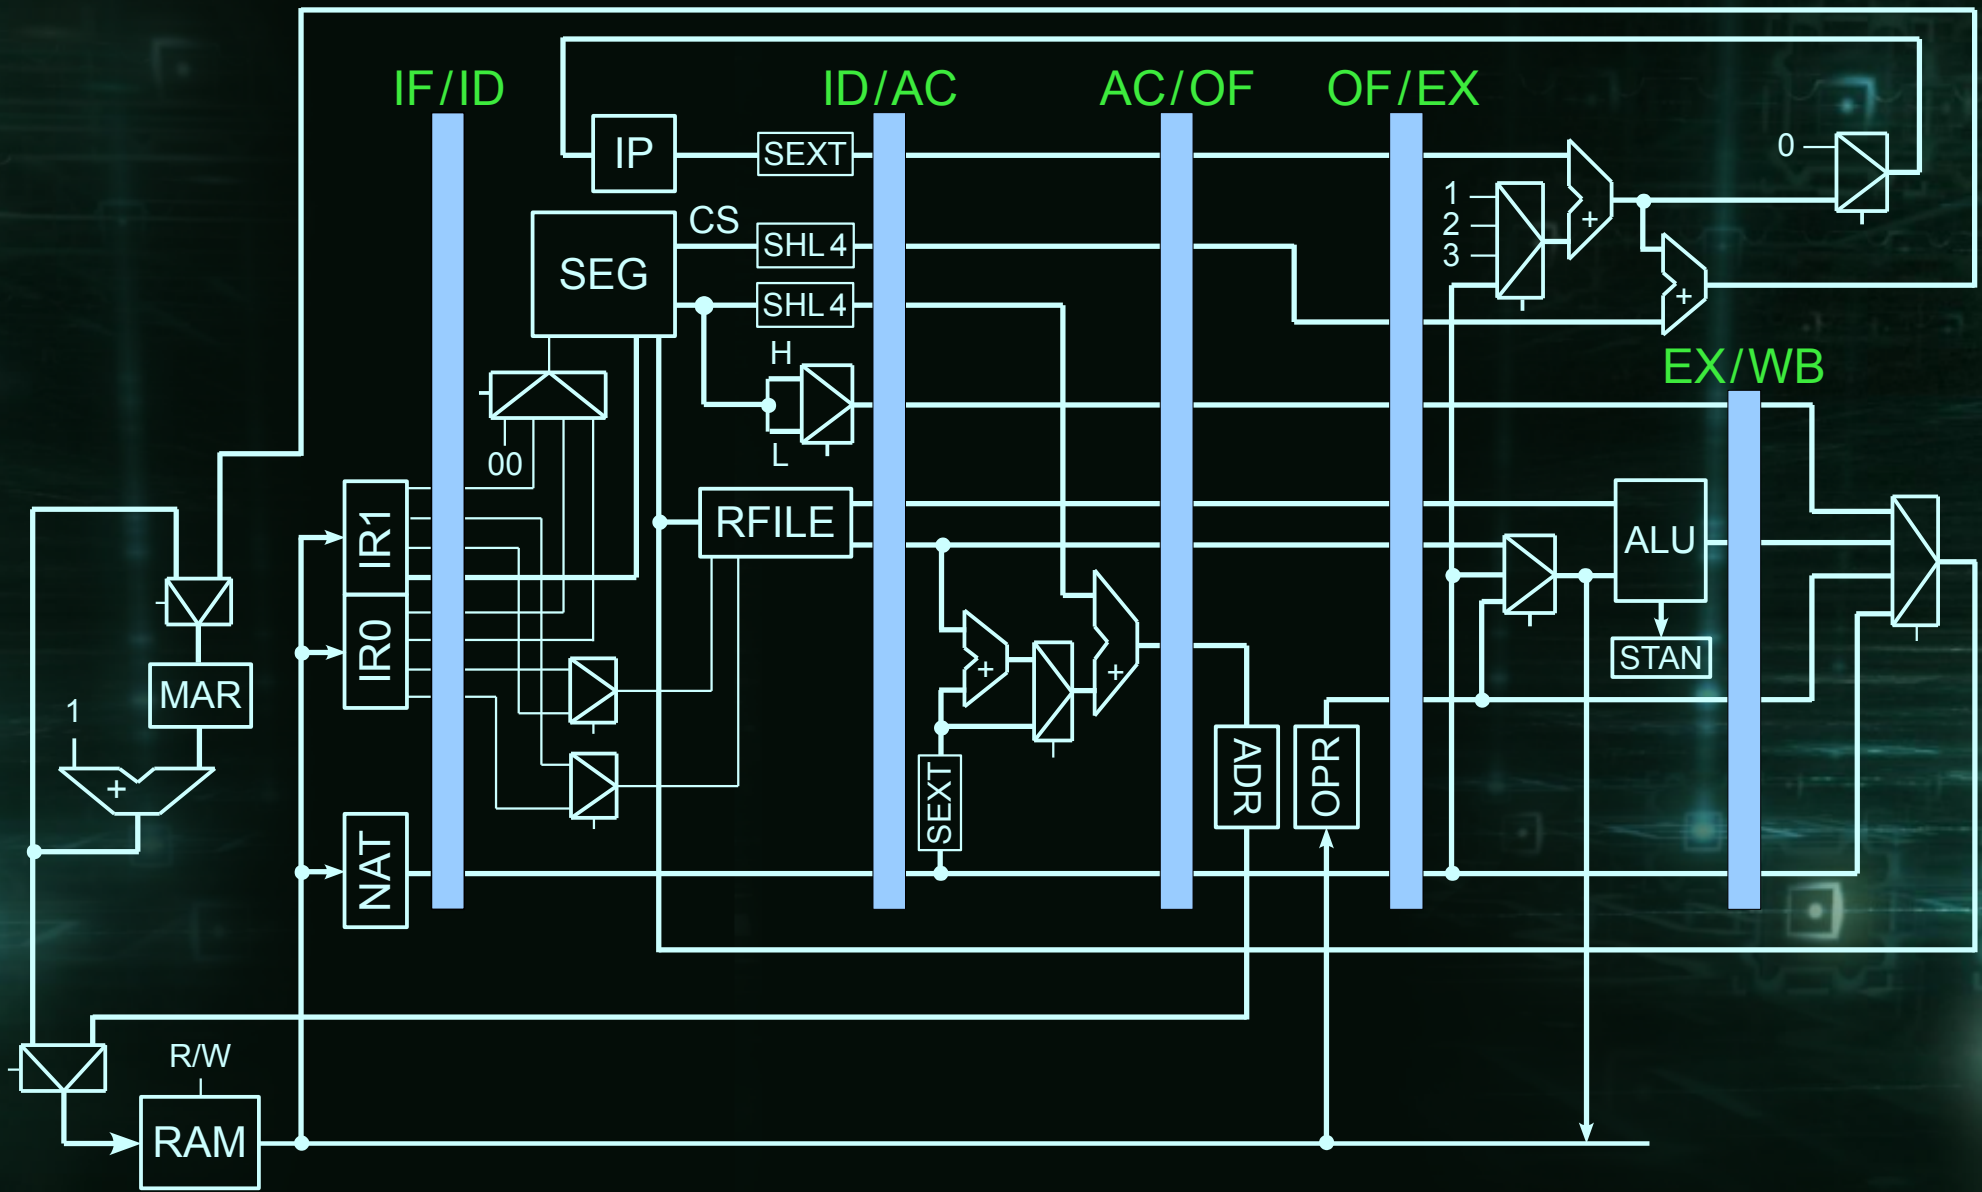 IF/ID
ID/AC
AC/OF
OF/EX
IP
SEXT
0
1
2
3
+
CS
SHL 4
SEG
SHL 4
+
H
L
EX/WB
00
IR1
RFILE
ALU
IR0
STAN
MAR
+
+
1
+
ADR
OPR
SEXT
NAT
R/W
RAM